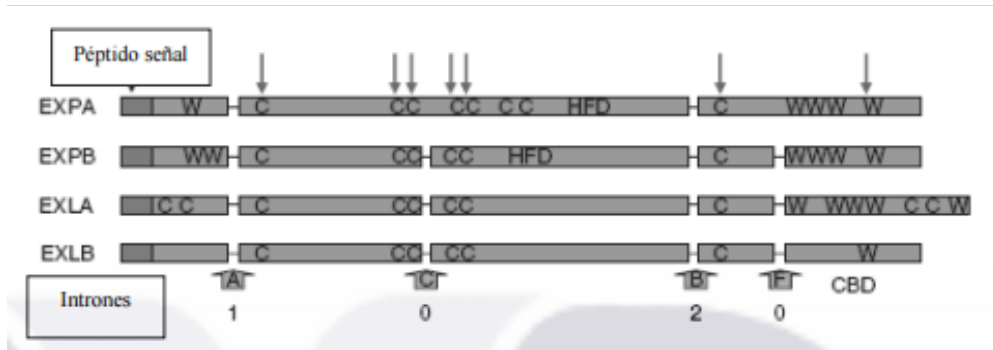 Péptido señal
EXPA W C CC CC C C HFD C WWW W
EXPB WW C CC CC HFD C WWW W
EXLA C C C CC CC C W WWW C C W
EXLB C CC CC C W
A C B F CBD
Intrones
1 0 2 0